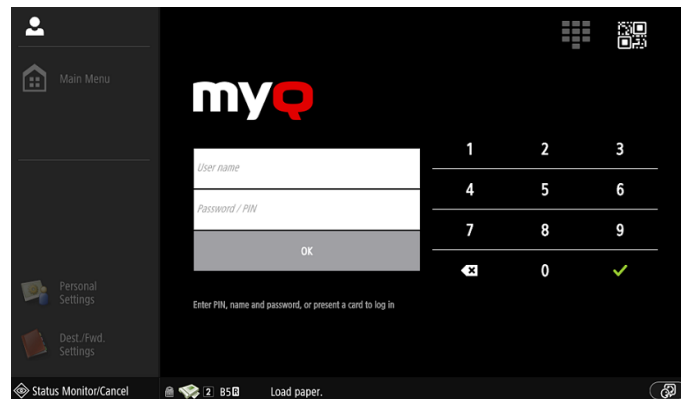 Main Menu
myQ
User name
Password / PIN
OK
1 2 3
4 5 6
7 8 9
0
Enter PIN, name and password, or present a card to log in
Personal
Settings
Dest./Fwd.
Settings
Status Monitor/Cancel
2 B5R Load paper.